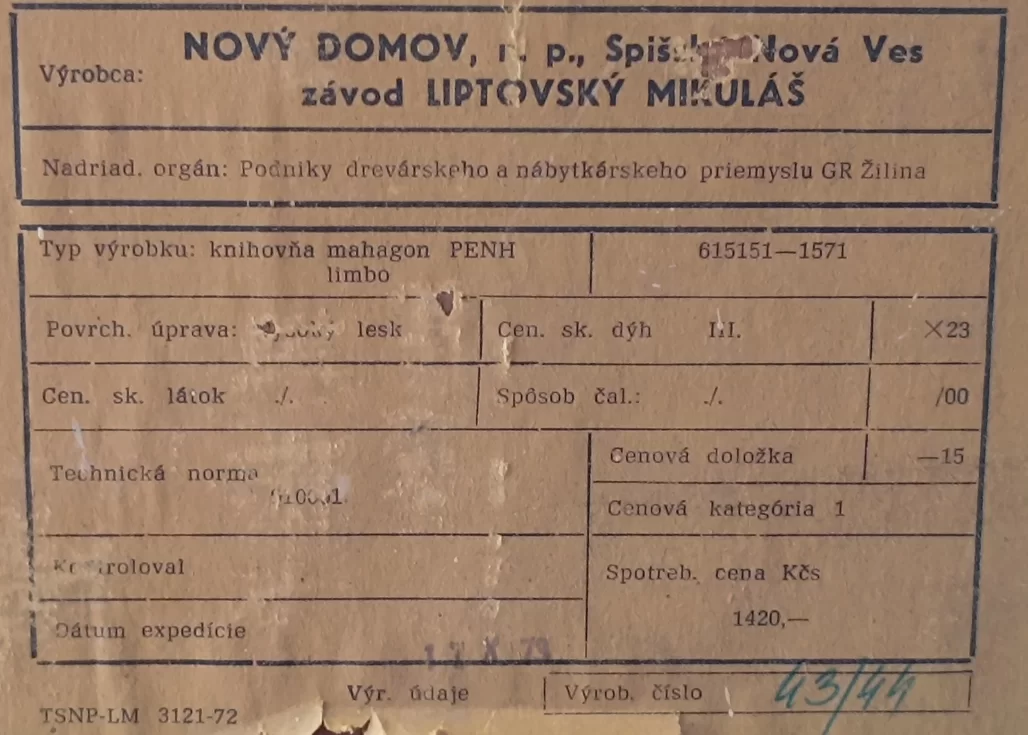 Výrobca:
NOVÝ DOMOV, n. p., Spišská Nová Ves
závod LIPTOVSKÝ MIKULÁŠ
Nadriad. orgán: Podniky drevárskeho a nábytkárskeho priemyslu GR Žilina
Typ výrobku: knihovňa mahagon PENH 615151—1571
limbo
Povrch. úprava: vysoký lesk Cen. sk. dýh III. ×23
Cen. sk. látok ./. Spôsob čal.: ./. /00
Cenová doložka —15
Technická norma
Cenová kategória 1
Kontroloval
Spotreb. cena Kčs
1420,—
Dátum expedície
Výr. údaje Výrob. číslo 43/44
TSNP-LM 3121-72